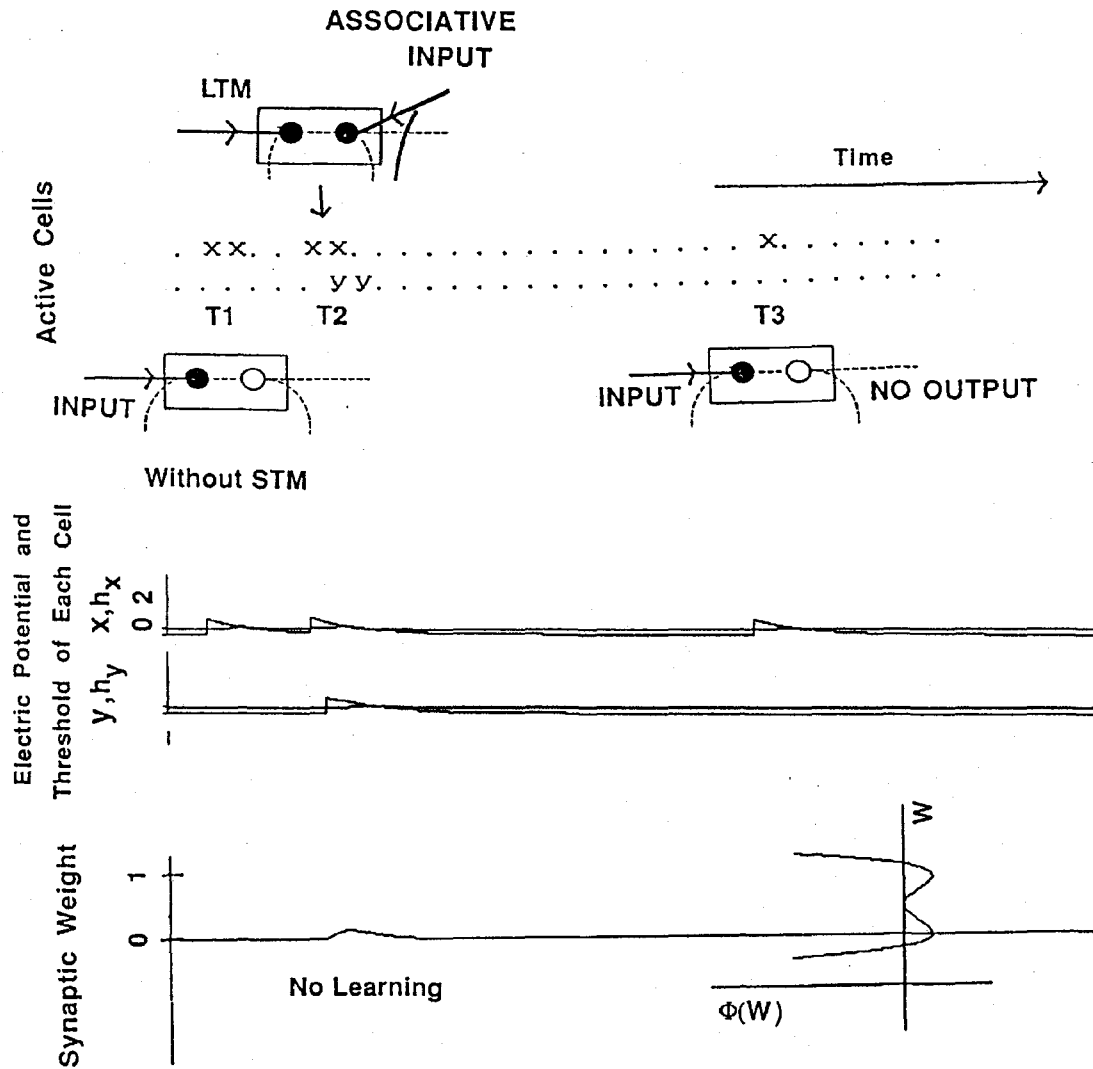 ASSOCIATIVE
INPUT
LTM
Time
Active Cells
. x x . . x x . . . . . . . . . . . . . . . . x . . . . . . .
. . . . . . y y . . . . . . . . . . . . . . . . . . . . . . .
T1 T2 T3
INPUT
INPUT
NO OUTPUT
Without STM
Electric Potential and
Threshold of Each Cell
x,hx
0 2
y,hy
Synaptic Weight
1
0
No Learning
W
Φ(W)